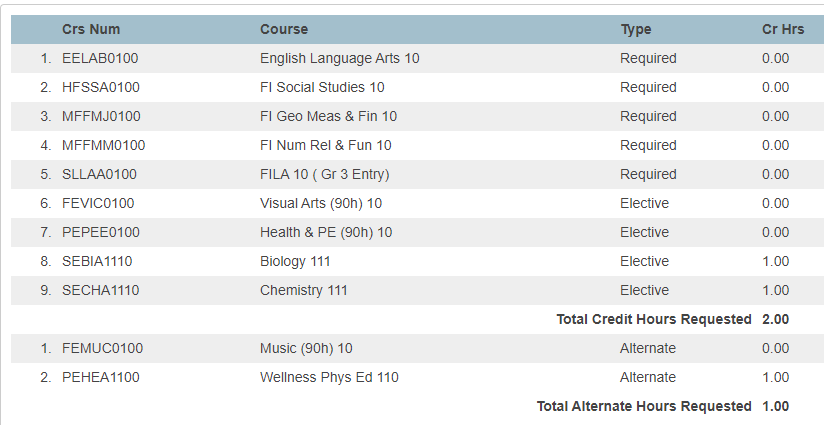 Crs Num Course Type Cr Hrs
1. EELAB0100 English Language Arts 10 Required 0.00
2. HFSSA0100 FI Social Studies 10 Required 0.00
3. MFFMJ0100 FI Geo Meas & Fin 10 Required 0.00
4. MFFMM0100 FI Num Rel & Fun 10 Required 0.00
5. SLLAA0100 FILA 10 ( Gr 3 Entry) Required 0.00
6. FEVIC0100 Visual Arts (90h) 10 Elective 0.00
7. PEPEE0100 Health & PE (90h) 10 Elective 0.00
8. SEBIA1110 Biology 111 Elective 1.00
9. SECHA1110 Chemistry 111 Elective 1.00
Total Credit Hours Requested 2.00
1. FEMUC0100 Music (90h) 10 Alternate 0.00
2. PEHEA1100 Wellness Phys Ed 110 Alternate 1.00
Total Alternate Hours Requested 1.00